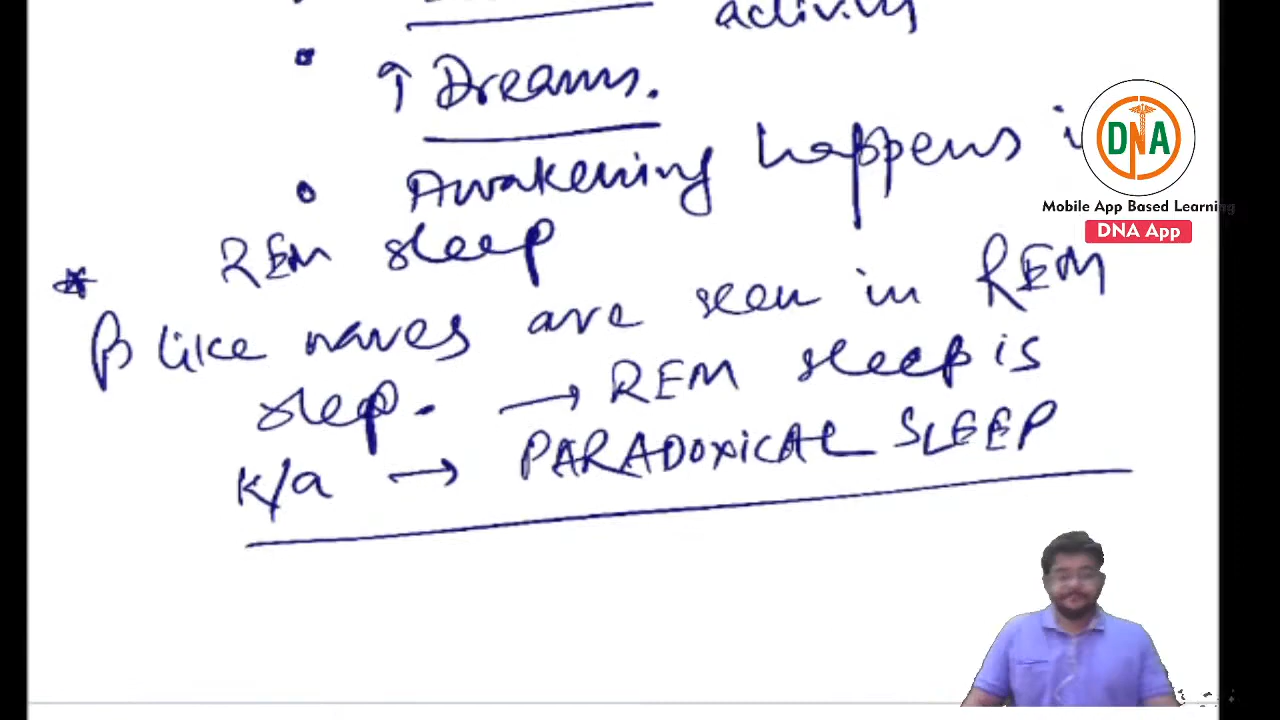 activity
↑ Dreams.
Awakening happens i
REM sleep
* β like waves are seen in REM
slep. → REM sleep is
k/a → PARADOXICAL SLEEP
DNA
Mobile App Based Learning
DNA App